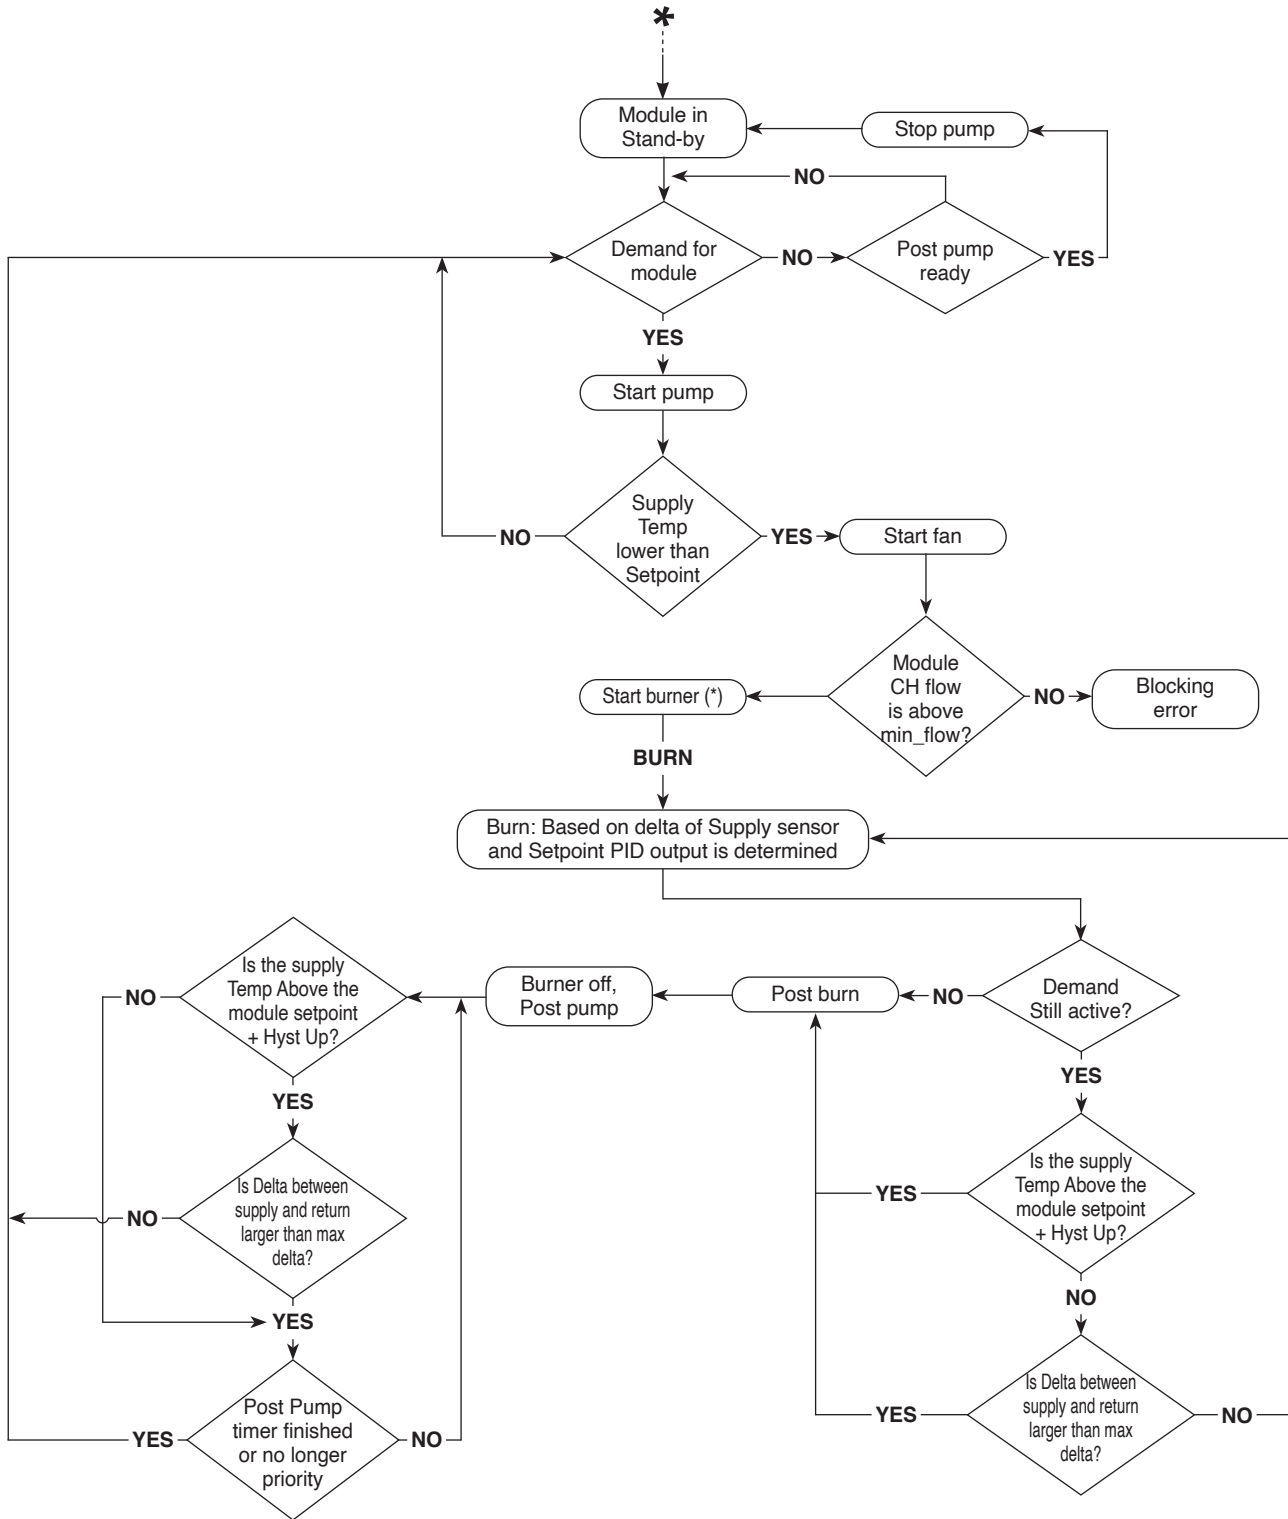 *
Module in
Stand-by
Stop pump
NO
Demand for
module
NO
Post pump
ready
YES
YES
Start pump
Supply
Temp
lower than
Setpoint
NO
YES
Start fan
Module
CH flow
is above
min_flow?
NO
Blocking
error
Start burner (*)
BURN
Burn: Based on delta of Supply sensor
and Setpoint PID output is determined
Demand
Still active?
NO
Post burn
Burner off,
Post pump
Is the supply
Temp Above the
module setpoint
+ Hyst Up?
NO
YES
YES
Is the supply
Temp Above the
module setpoint
+ Hyst Up?
YES
NO
Is Delta between
supply and return
larger than max
delta?
NO
YES
Is Delta between
supply and return
larger than max
delta?
YES
NO
Post Pump
timer finished
or no longer
priority
YES
NO